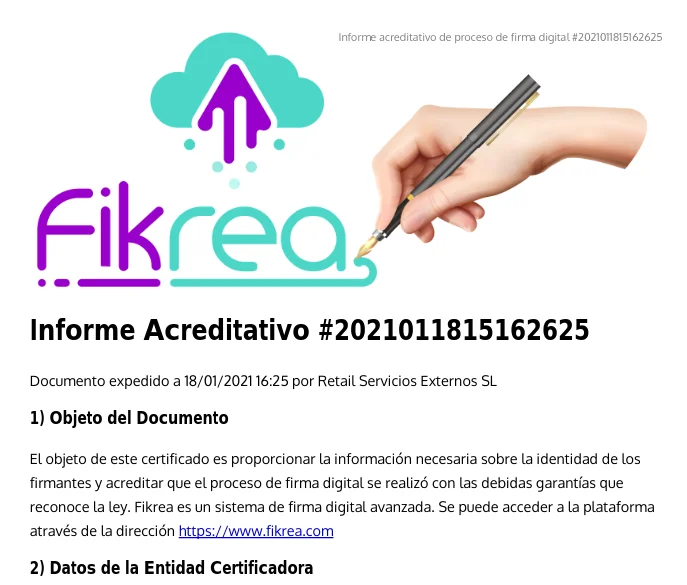 Informe acreditativo de proceso de firma digital #2021011815162625
Fikrea
Informe Acreditativo #2021011815162625
Documento expedido a 18/01/2021 16:25 por Retail Servicios Externos SL
1) Objeto del Documento
El objeto de este certificado es proporcionar la información necesaria sobre la identidad de los
firmantes y acreditar que el proceso de firma digital se realizó con las debidas garantías que
reconoce la ley. Fikrea es un sistema de firma digital avanzada. Se puede acceder a la plataforma
através de la dirección https://www.fikrea.com
2) Datos de la Entidad Certificadora